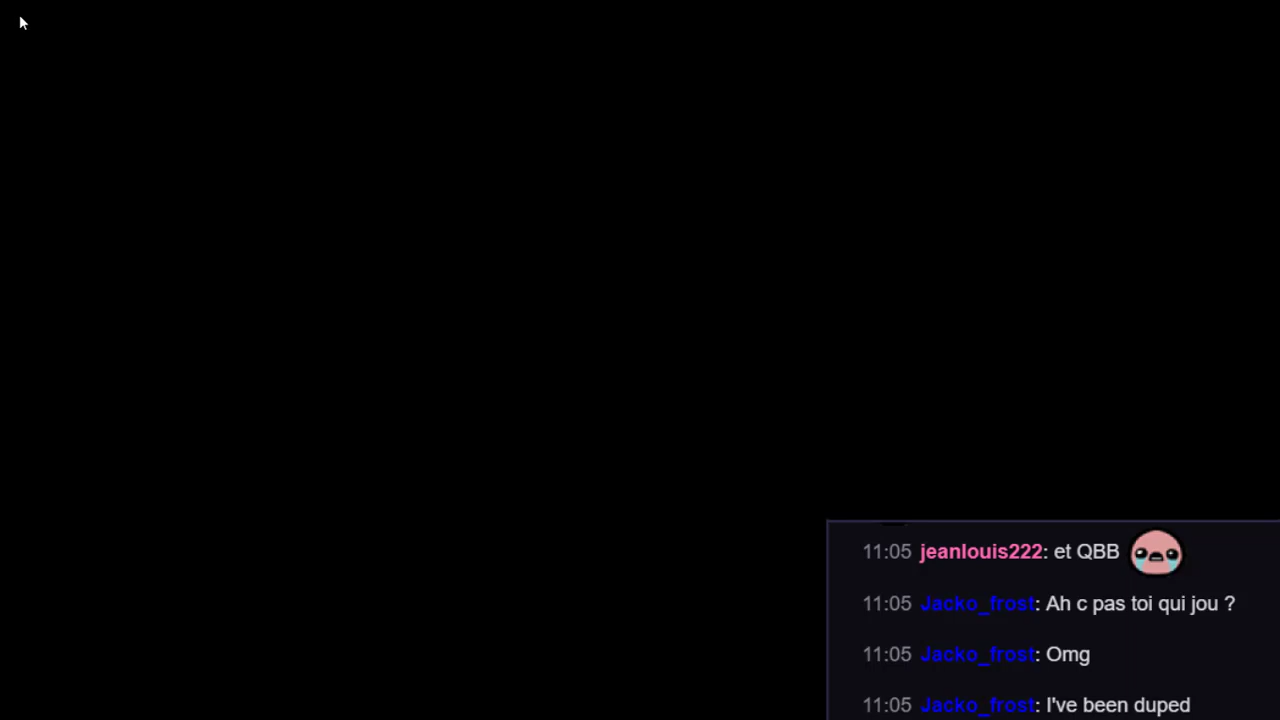 11:05 jeanlouis222: et QBB
11:05 Jacko_frost: Ah c pas toi qui jou ?
11:05 Jacko_frost: Omg
11:05 Jacko_frost: I've been duped